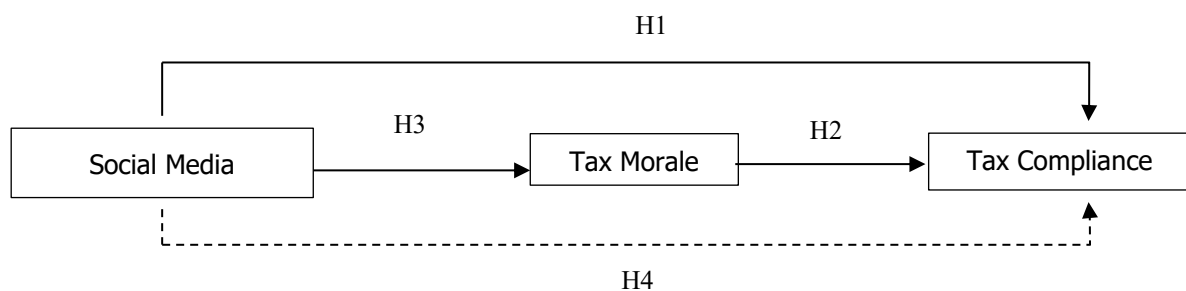 H1
H3
H2
Social Media
Tax Morale
Tax Compliance
H4